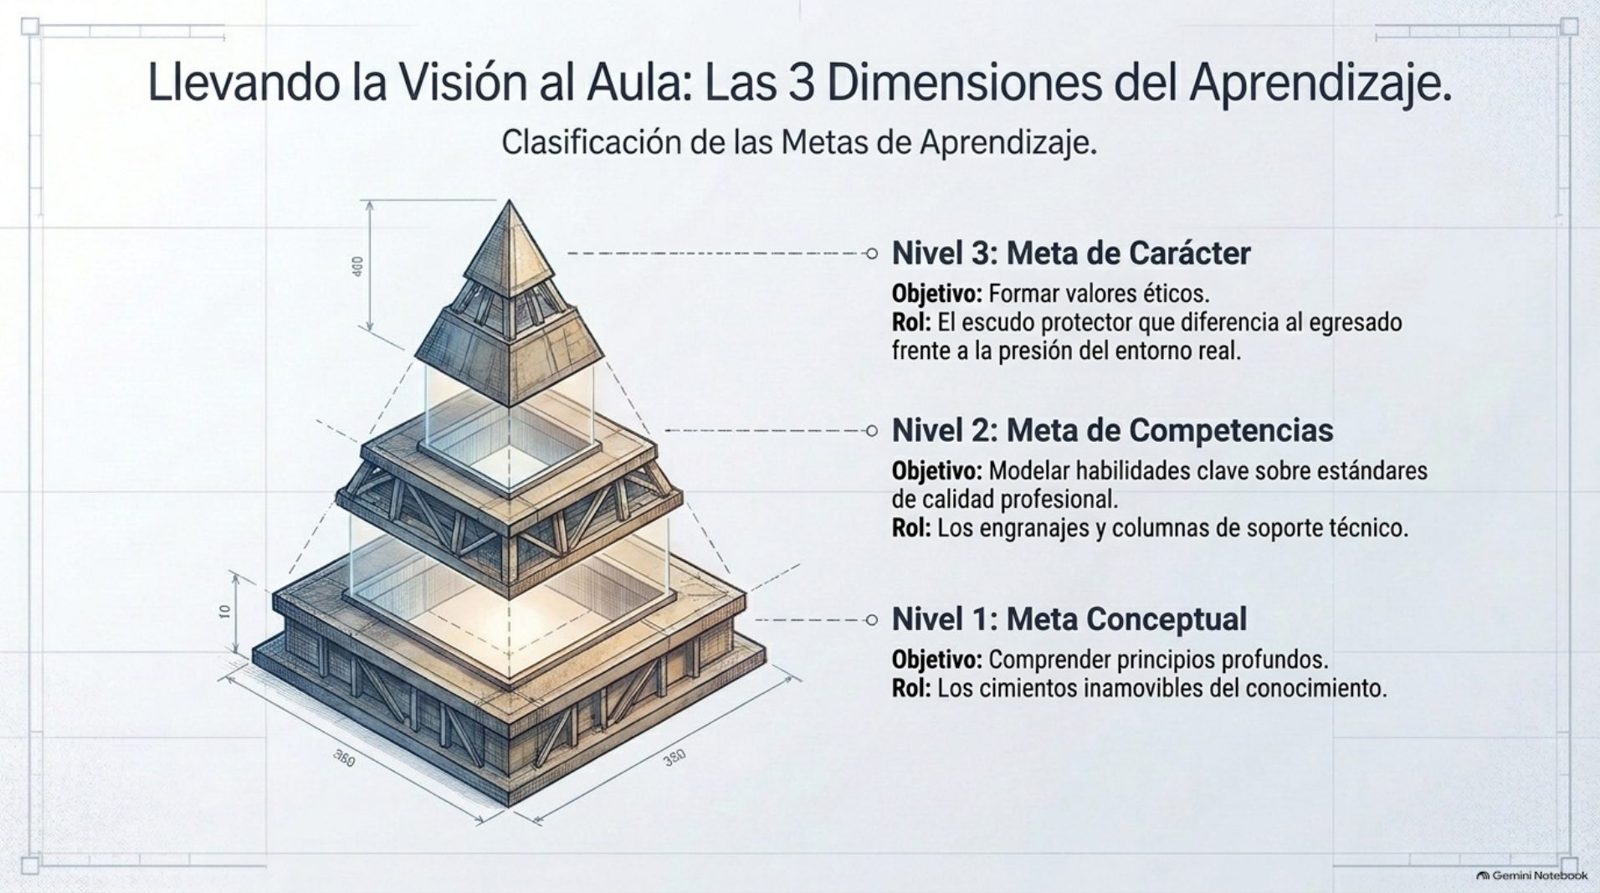 Llevando la Visión al Aula: Las 3 Dimensiones del Aprendizaje.
Clasificación de las Metas de Aprendizaje.
Nivel 3: Meta de Carácter
Objetivo: Formar valores éticos.
Rol: El escudo protector que diferencia al egresado
frente a la presión del entorno real.
Nivel 2: Meta de Competencias
Objetivo: Modelar habilidades clave sobre estándares
de calidad profesional.
Rol: Los engranajes y columnas de soporte técnico.
Nivel 1: Meta Conceptual
Objetivo: Comprender principios profundos.
Rol: Los cimientos inamovibles del conocimiento.
10
Gemini Notebook